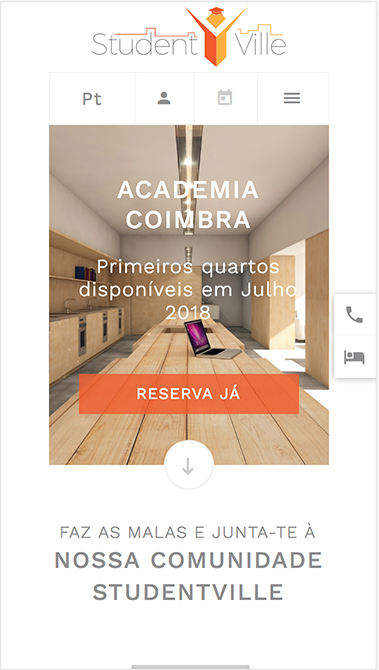 Student Ville
Pt
ACADEMIA
COIMBRA
Primeiros quartos
disponíveis em Julho
2018
RESERVA JÁ
FAZ AS MALAS E JUNTA-TE À
NOSSA COMUNIDADE
STUDENTVILLE